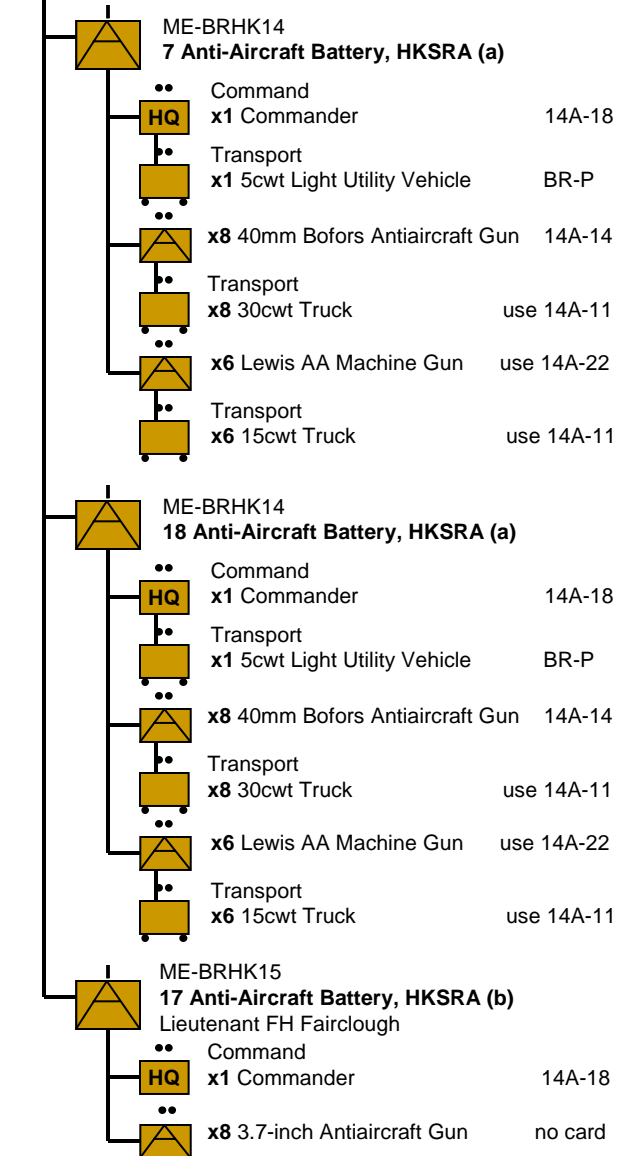 ME-BRHK14
7 Anti-Aircraft Battery, HKSRA (a)
Command
HQ x1 Commander 14A-18
Transport
x1 5cwt Light Utility Vehicle BR-P
x8 40mm Bofors Antiaircraft Gun 14A-14
Transport
x8 30cwt Truck use 14A-11
x6 Lewis AA Machine Gun use 14A-22
Transport
x6 15cwt Truck use 14A-11
ME-BRHK14
18 Anti-Aircraft Battery, HKSRA (a)
Command
HQ x1 Commander 14A-18
Transport
x1 5cwt Light Utility Vehicle BR-P
x8 40mm Bofors Antiaircraft Gun 14A-14
Transport
x8 30cwt Truck use 14A-11
x6 Lewis AA Machine Gun use 14A-22
Transport
x6 15cwt Truck use 14A-11
ME-BRHK15
17 Anti-Aircraft Battery, HKSRA (b)
Lieutenant FH Fairclough
Command
HQ x1 Commander 14A-18
x8 3.7-inch Antiaircraft Gun no card